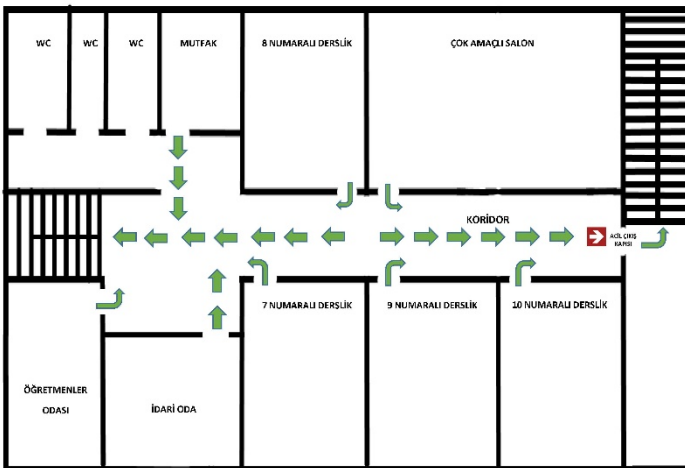 WC
WC
WC
MUTFAK
8 NUMARALI DERSLİK
ÇOK AMAÇLI SALON
KORİDOR
ACİL ÇIKIŞ
KAPISI
7 NUMARALI DERŞLİK
9 NUMARALI DERSLİK
10 NUMARALI DERSLİK
ÖĞRETMENLER
ODASI
İDARİ ODA